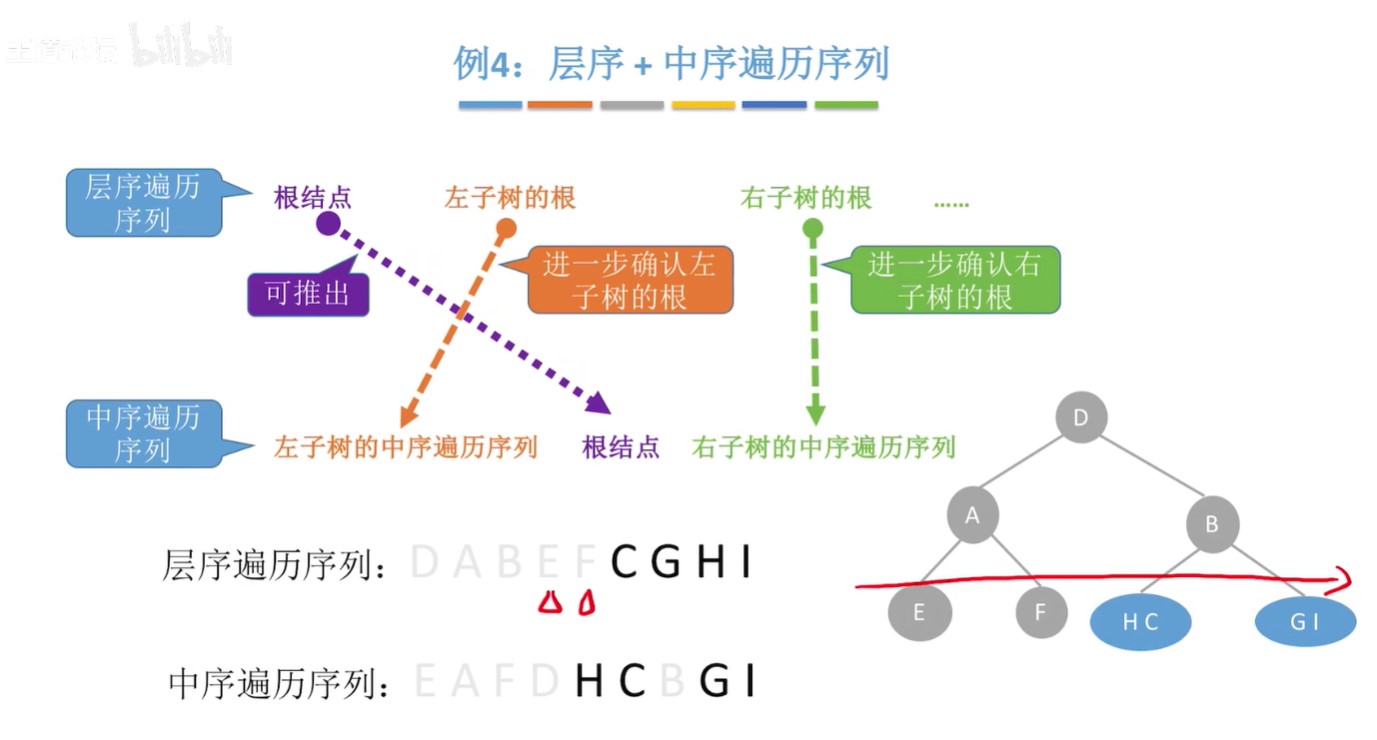 bilibili
例4：层序 + 中序遍历序列
层序遍历
序列
根结点
左子树的根
右子树的根
......
可推出
进一步确认左
子树的根
进一步确认右
子树的根
中序遍历
序列
左子树的中序遍历序列
根结点
右子树的中序遍历序列
D
A
B
E
F
H C
G I
层序遍历序列：D A B E F C G H I
中序遍历序列：E A F D H C B G I